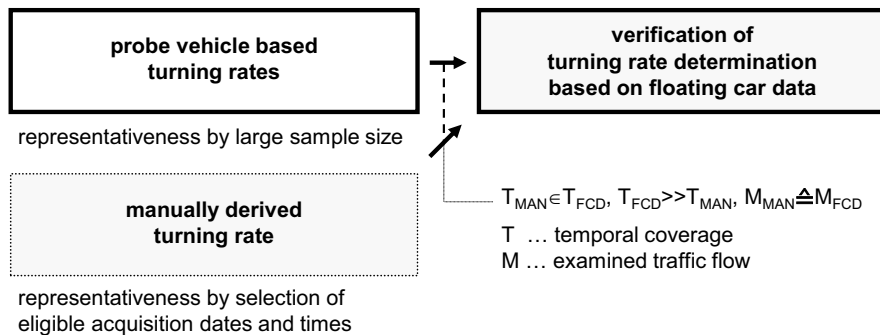 probe vehicle based
turning rates
representativeness by large sample size
manually derived
turning rate
representativeness by selection of
eligible acquisition dates and times
verification of
turning rate determination
based on floating car data
T_MAN∈T_FCD, T_FCD>>T_MAN, M_MAN≙M_FCD
T … temporal coverage
M … examined traffic flow